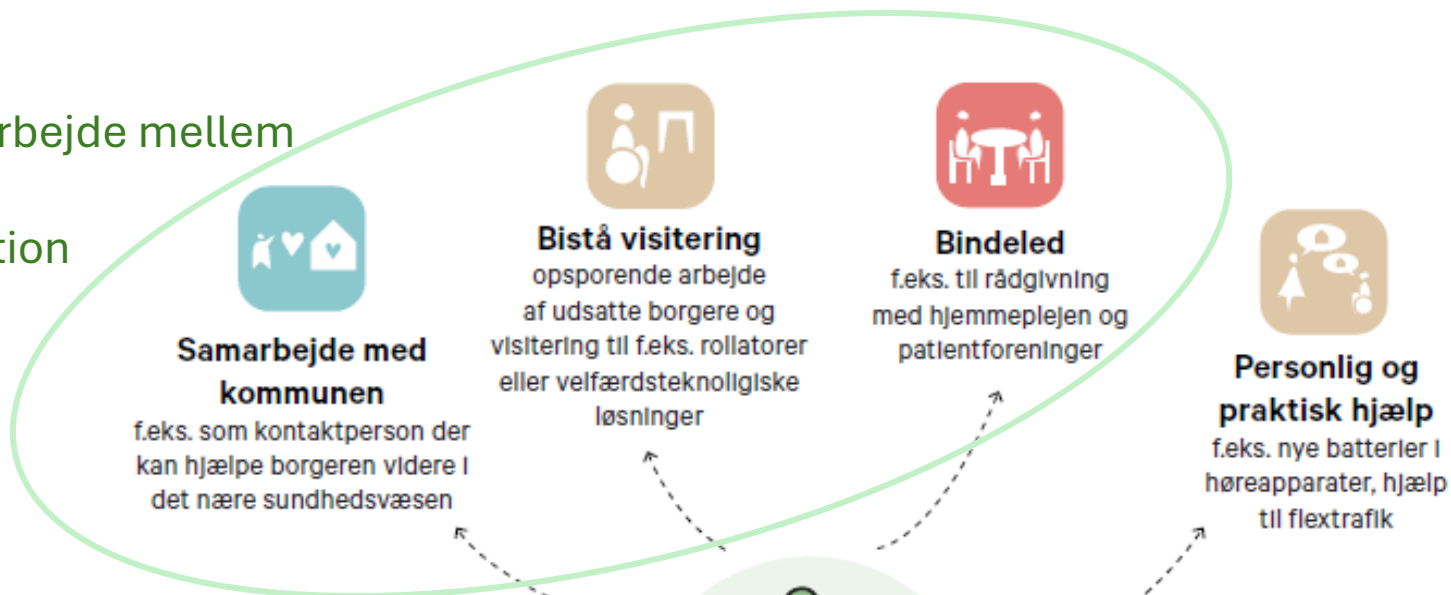 rbejde mellem
tion
Samarbejde med
kommunen
f.eks. som kontaktperson der
kan hjælpe borgeren videre i
det nære sundhedsvæsen
Bistå visitering
opsporende arbejde
af udsatte borgere og
visitering til f.eks. rollatorer
eller velfærdsteknoligiske
løsninger
Bindeled
f.eks. til rådgivning
med hjemmeplejen og
patientforeninger
Personlig og
praktisk hjælp
f.eks. nye batterier i
høreapparater, hjælp
til flextrafik